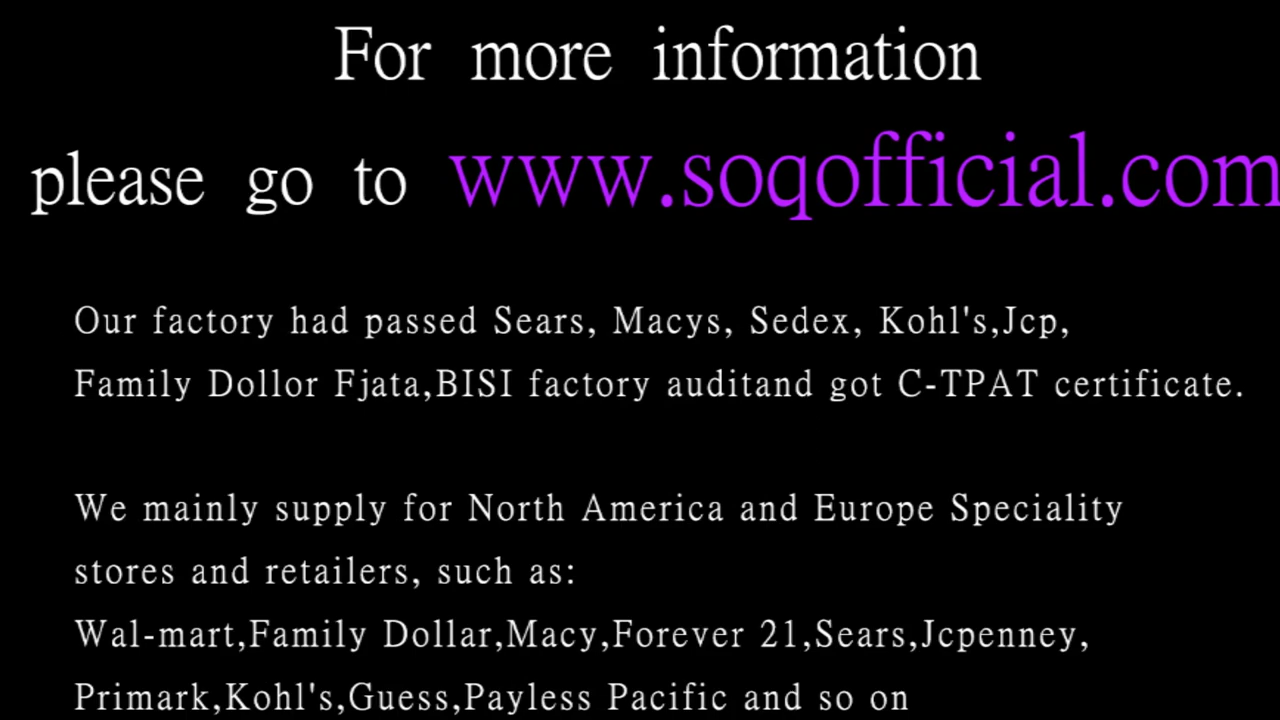 For more information
please go to www.soqofficial.com
Our factory had passed Sears, Macys, Sedex, Kohl's,Jcp,
Family Dollor Fjata,BISI factory auditand got C-TPAT certificate.
We mainly supply for North America and Europe Speciality
stores and retailers, such as:
Wal-mart,Family Dollar,Macy,Forever 21,Sears,Jcpenney,
Primark,Kohl's,Guess,Payless Pacific and so on